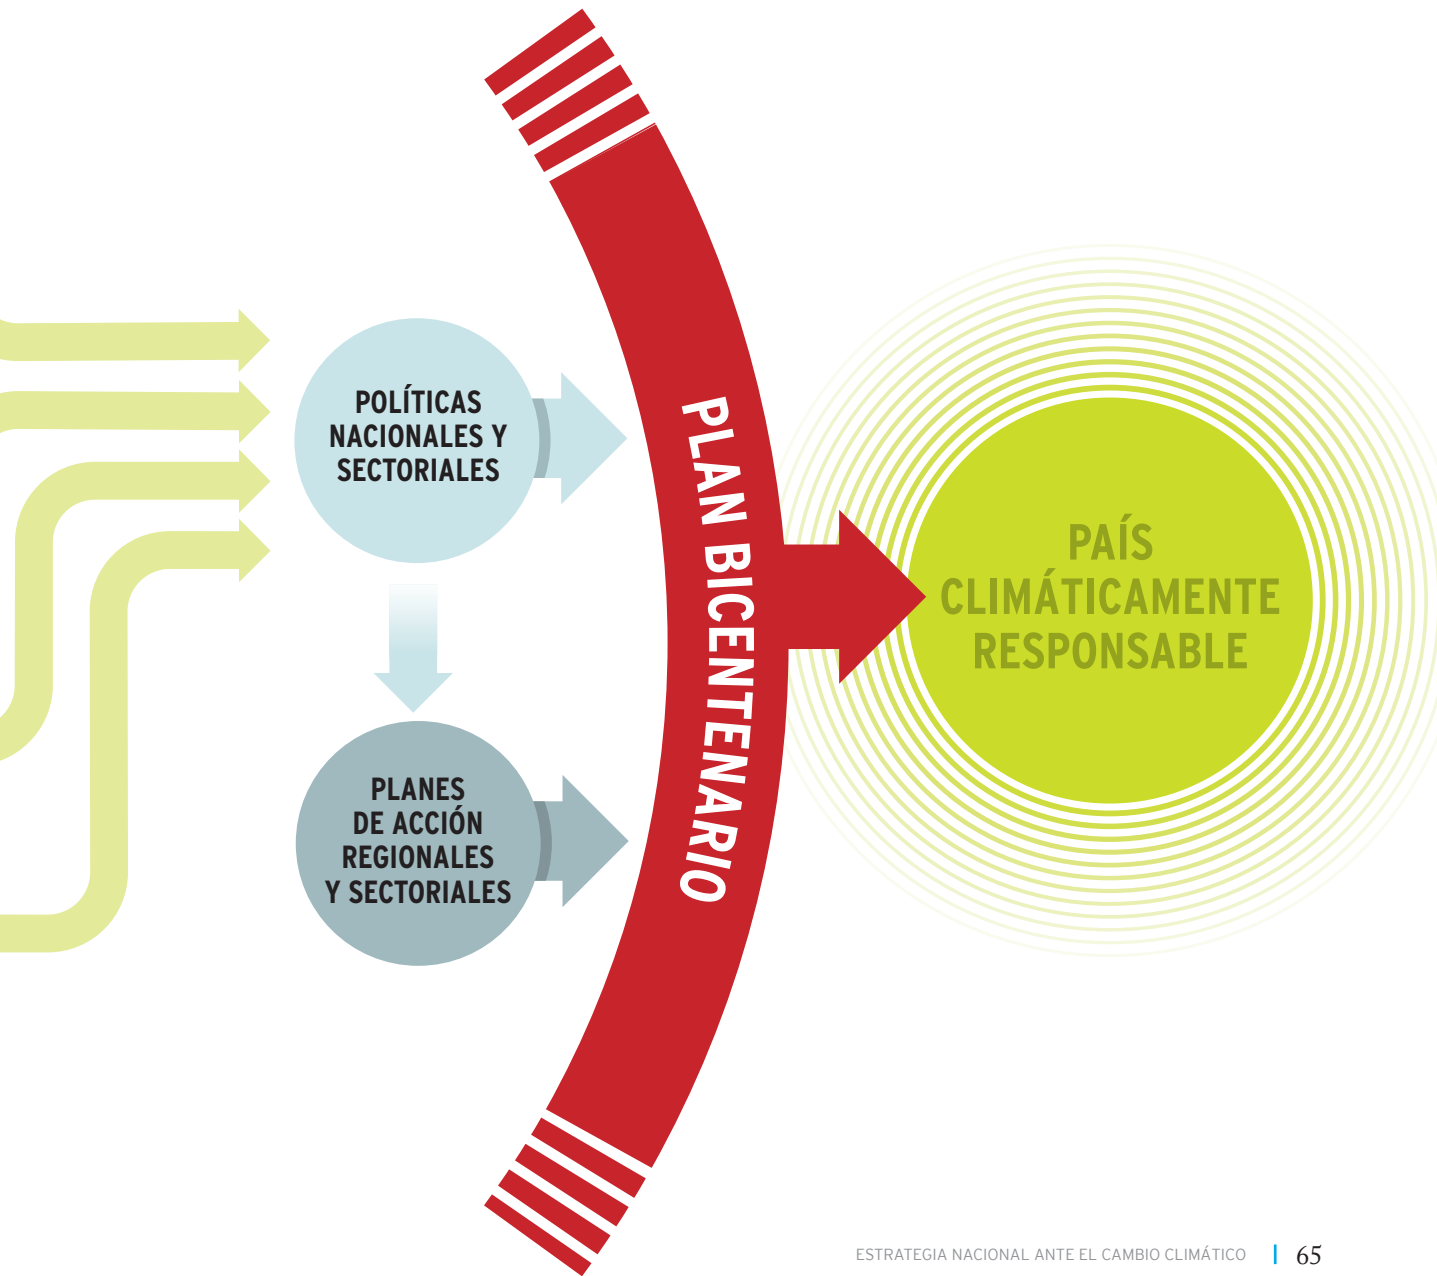 POLÍTICAS
NACIONALES Y
SECTORIALES
PLANES
DE ACCIÓN
REGIONALES
Y SECTORIALES
PLAN BICENTENARIO
PAÍS
CLIMÁTICAMENTE
RESPONSABLE
ESTRATEGIA NACIONAL ANTE EL CAMBIO CLIMÁTICO | 65